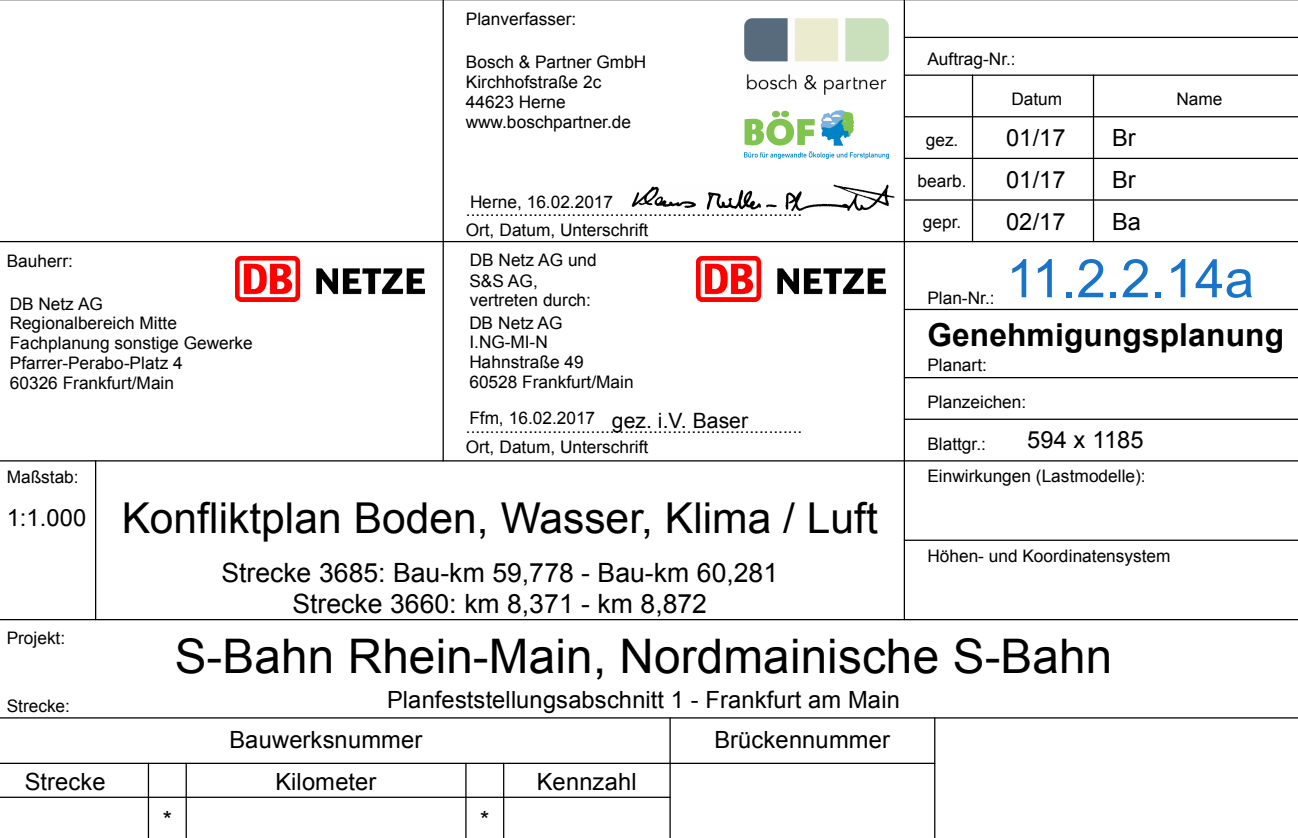 Planverfasser:
Bosch & Partner GmbH
Kirchhofstraße 2c
44623 Herne
www.boschpartner.de
bosch & partner
BÖF
Büro für angewandte Ökologie und Forstplanung
Herne, 16.02.2017
Ort, Datum, Unterschrift
Auftrag-Nr.:
Datum Name
gez. 01/17 Br
bearb. 01/17 Br
gepr. 02/17 Ba
Bauherr:
DB NETZE
DB Netz AG
Regionalbereich Mitte
Fachplanung sonstige Gewerke
Pfarrer-Perabo-Platz 4
60326 Frankfurt/Main
DB Netz AG und
S&S AG,
vertreten durch:
DB Netz AG
I.NG-MI-N
Hahnstraße 49
60528 Frankfurt/Main
DB NETZE
Ffm, 16.02.2017 gez. i.V. Baser
Ort, Datum, Unterschrift
Plan-Nr.: 11.2.2.14a
Genehmigungsplanung
Planart:
Planzeichen:
Blattgr.: 594 x 1185
Maßstab:
1:1.000
Konfliktplan Boden, Wasser, Klima / Luft
Strecke 3685: Bau-km 59,778 - Bau-km 60,281
Strecke 3660: km 8,371 - km 8,872
Einwirkungen (Lastmodelle):
Höhen- und Koordinatensystem
Projekt:
S-Bahn Rhein-Main, Nordmainische S-Bahn
Strecke:
Planfeststellungsabschnitt 1 - Frankfurt am Main
Bauwerksnummer Brückennummer
Strecke Kilometer Kennzahl
* *